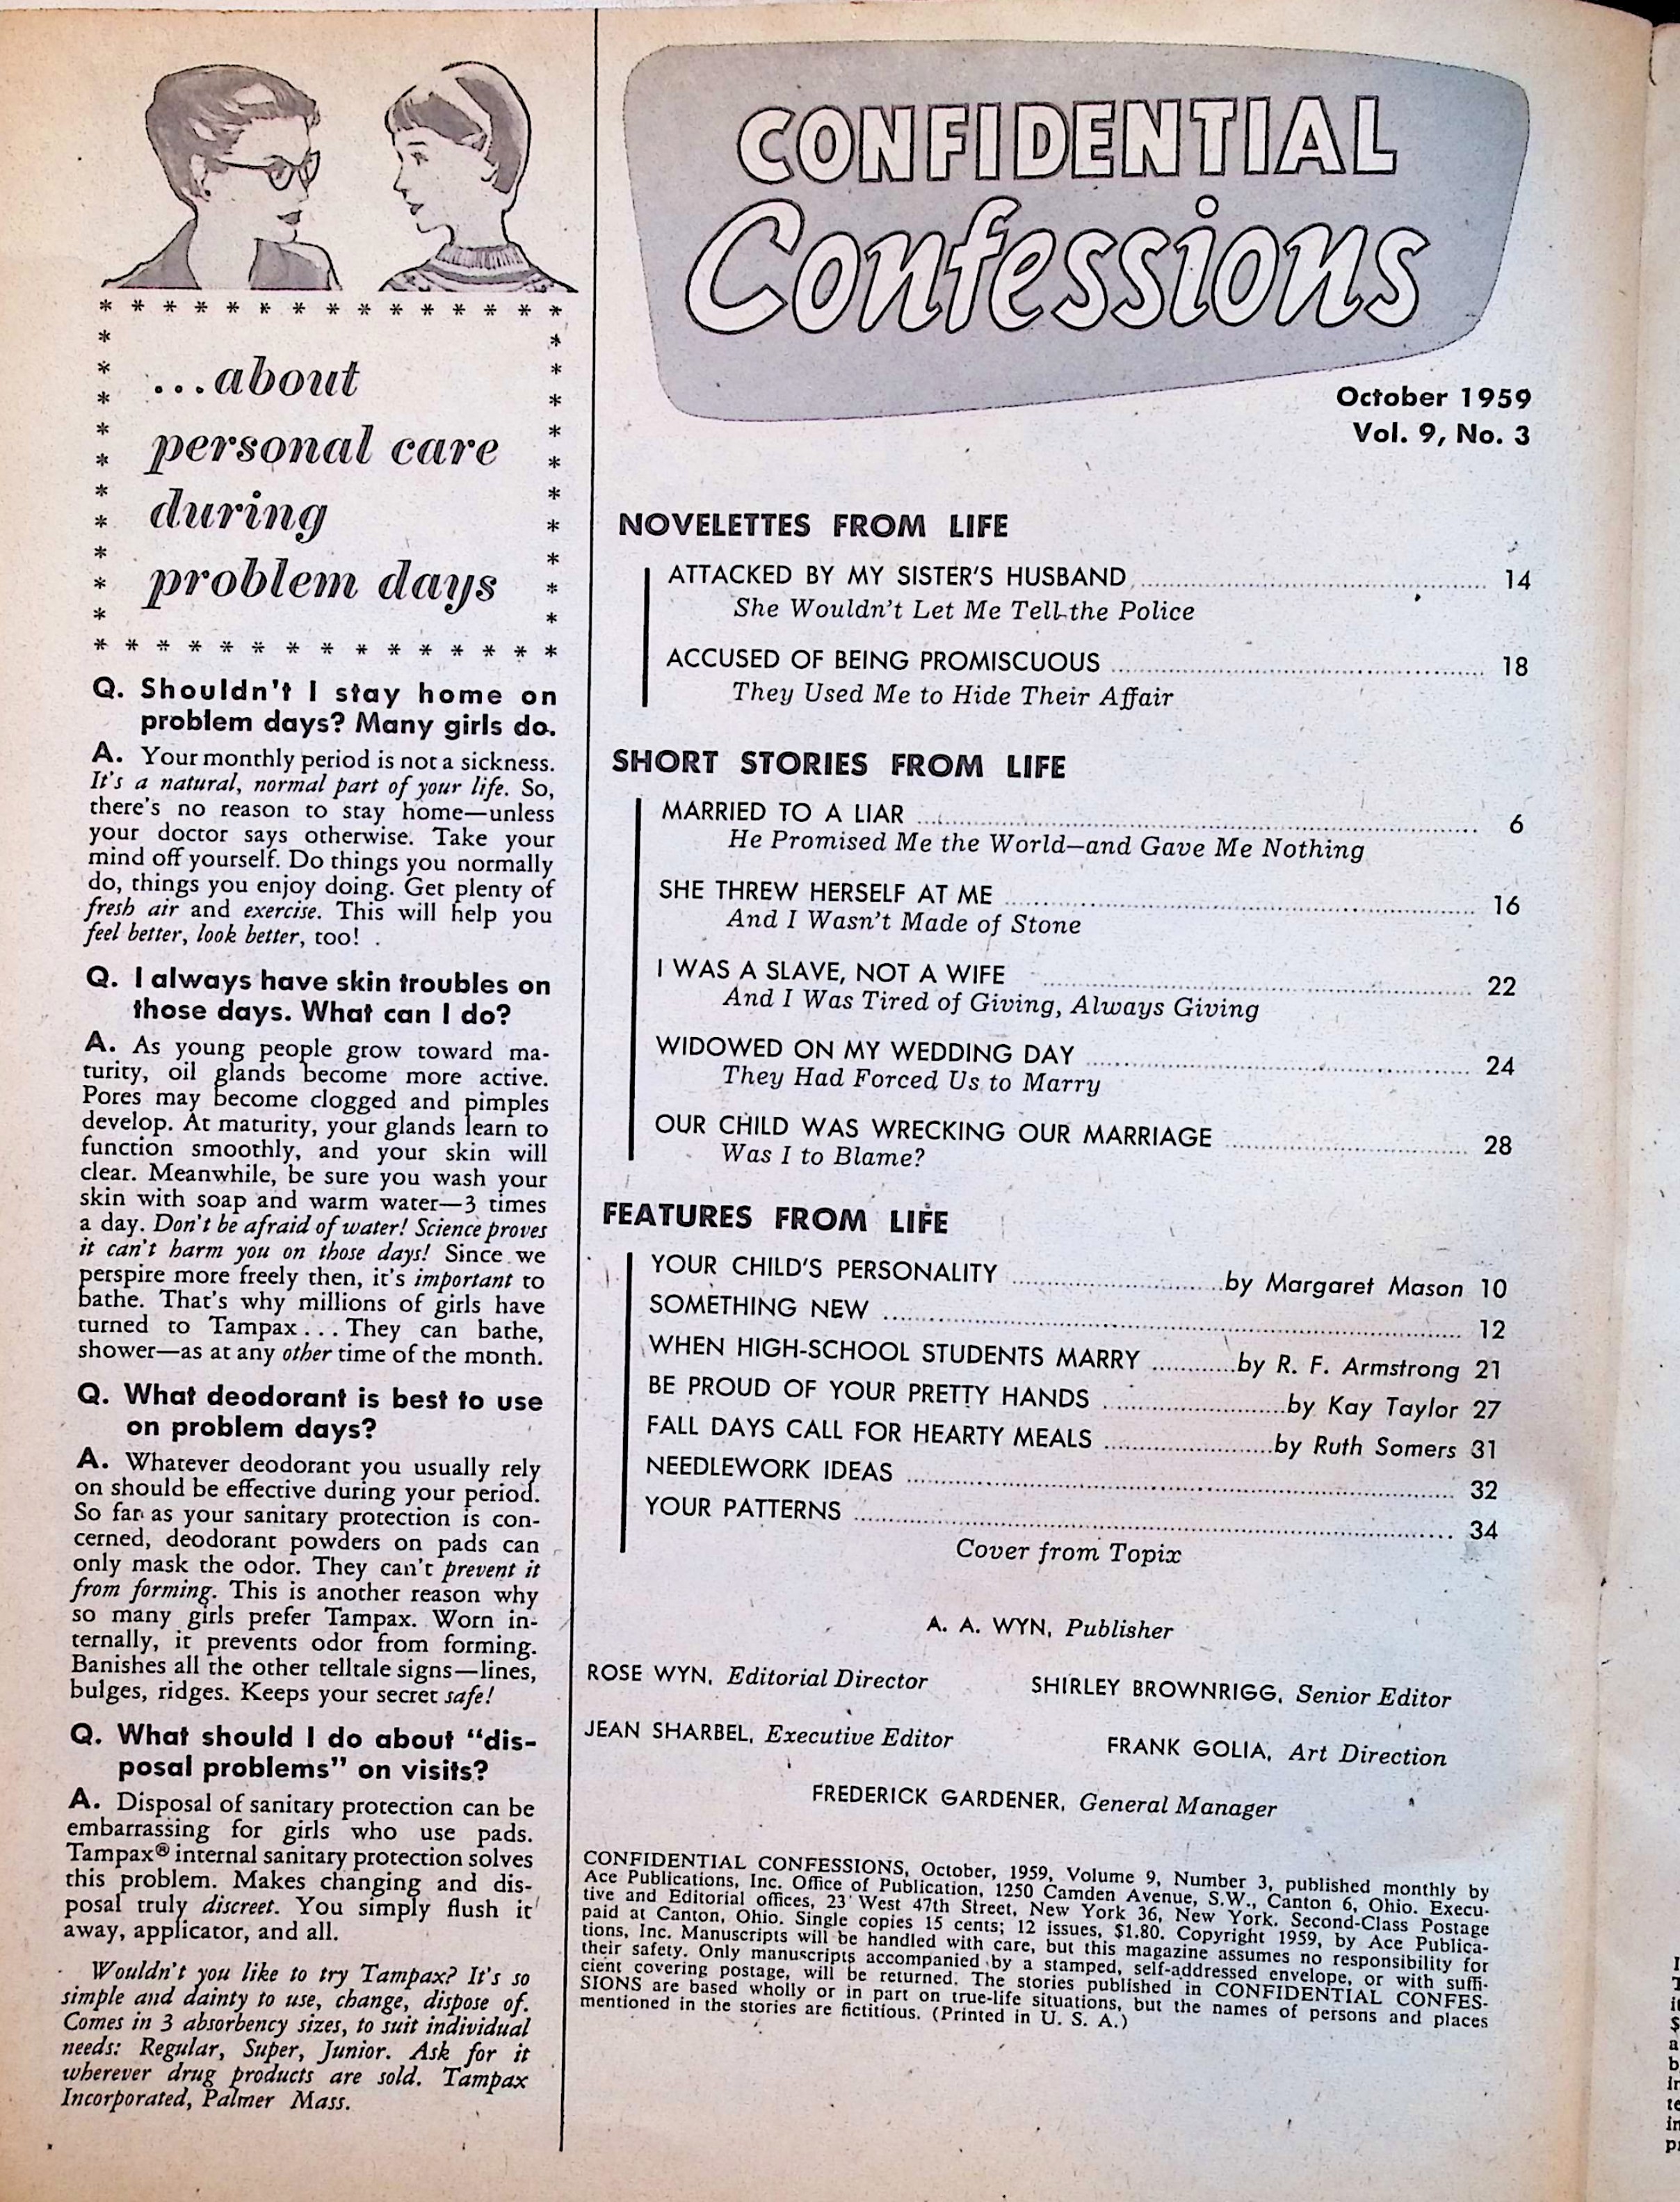 ...about
personal care
during
problem days
Q. Shouldn't I stay home on
problem days? Many girls do.
A. Your monthly period is not a sickness.
It's a natural, normal part of your life. So,
there's no reason to stay home—unless
your doctor says otherwise. Take your
mind off yourself. Do things you normally
do, things you enjoy doing. Get plenty of
fresh air and exercise. This will help you
feel better, look better, too!
Q. I always have skin troubles on
those days. What can I do?
A. As young people grow toward ma-
turity, oil glands become more active.
Pores may become clogged and pimples
develop. At maturity, your glands learn to
function smoothly, and your skin will
clear. Meanwhile, be sure you wash your
skin with soap and warm water—3 times
a day. Don't be afraid of water! Science proves
it can't harm you on those days! Since we
perspire more freely then, it's important to
bathe. That's why millions of girls have
turned to Tampax... They can bathe,
shower—as at any other time of the month.
Q. What deodorant is best to use
on problem days?
A. Whatever deodorant you usually rely
on should be effective during your period.
So far as your sanitary protection is con-
cerned, deodorant powders on pads can
only mask the odor. They can't prevent it
from forming. This is another reason why
so many girls prefer Tampax. Worn in-
ternally, it prevents odor from forming.
Banishes all the other telltale signs—lines,
bulges, ridges. Keeps your secret safe!
Q. What should I do about "dis-
posal problems" on visits?
A. Disposal of sanitary protection can be
embarrassing for girls who use pads.
Tampax® internal sanitary protection solves
this problem. Makes changing and dis-
posal truly discreet. You simply flush it
away, applicator, and all.
Wouldn't you like to try Tampax? It's so
simple and dainty to use, change, dispose of.
Comes in 3 absorbency sizes, to suit individual
needs: Regular, Super, Junior. Ask for it
wherever drug products are sold. Tampax
Incorporated, Palmer Mass.
CONFIDENTIAL
Confessions
October 1959
Vol. 9, No. 3
NOVELETTES FROM LIFE
ATTACKED BY MY SISTER'S HUSBAND 14
She Wouldn't Let Me Tell the Police
ACCUSED OF BEING PROMISCUOUS 18
They Used Me to Hide Their Affair
SHORT STORIES FROM LIFE
MARRIED TO A LIAR 6
He Promised Me the World—and Gave Me Nothing
SHE THREW HERSELF AT ME 16
And I Wasn't Made of Stone
I WAS A SLAVE, NOT A WIFE 22
And I Was Tired of Giving, Always Giving
WIDOWED ON MY WEDDING DAY 24
They Had Forced Us to Marry
OUR CHILD WAS WRECKING OUR MARRIAGE 28
Was I to Blame?
FEATURES FROM LIFE
YOUR CHILD'S PERSONALITY by Margaret Mason 10
SOMETHING NEW 12
WHEN HIGH-SCHOOL STUDENTS MARRY by R. F. Armstrong 21
BE PROUD OF YOUR PRETTY HANDS by Kay Taylor 27
FALL DAYS CALL FOR HEARTY MEALS by Ruth Somers 31
NEEDLEWORK IDEAS 32
YOUR PATTERNS 34
Cover from Topix
A. A. WYN, Publisher
ROSE WYN, Editorial Director SHIRLEY BROWNRIGG, Senior Editor
JEAN SHARBEL, Executive Editor FRANK GOLIA, Art Direction
FREDERICK GARDENER, General Manager
CONFIDENTIAL CONFESSIONS, October, 1959, Volume 9, Number 3, published monthly by
Ace Publications, Inc. Office of Publication, 1250 Camden Avenue, S.W., Canton 6, Ohio. Execu-
tive and Editorial offices, 23 West 47th Street, New York 36, New York. Second-Class Postage
paid at Canton, Ohio. Single copies 15 cents; 12 issues, $1.80. Copyright 1959, by Ace Publica-
tions, Inc. Manuscripts will be handled with care, but this magazine assumes no responsibility for
their safety. Only manuscripts accompanied by a stamped, self-addressed envelope, or with suffi-
cient covering postage, will be returned. The stories published in CONFIDENTIAL CONFES-
SIONS are based wholly or in part on true-life situations, but the names of persons and places
mentioned in the stories are fictitious. (Printed in U. S. A.)